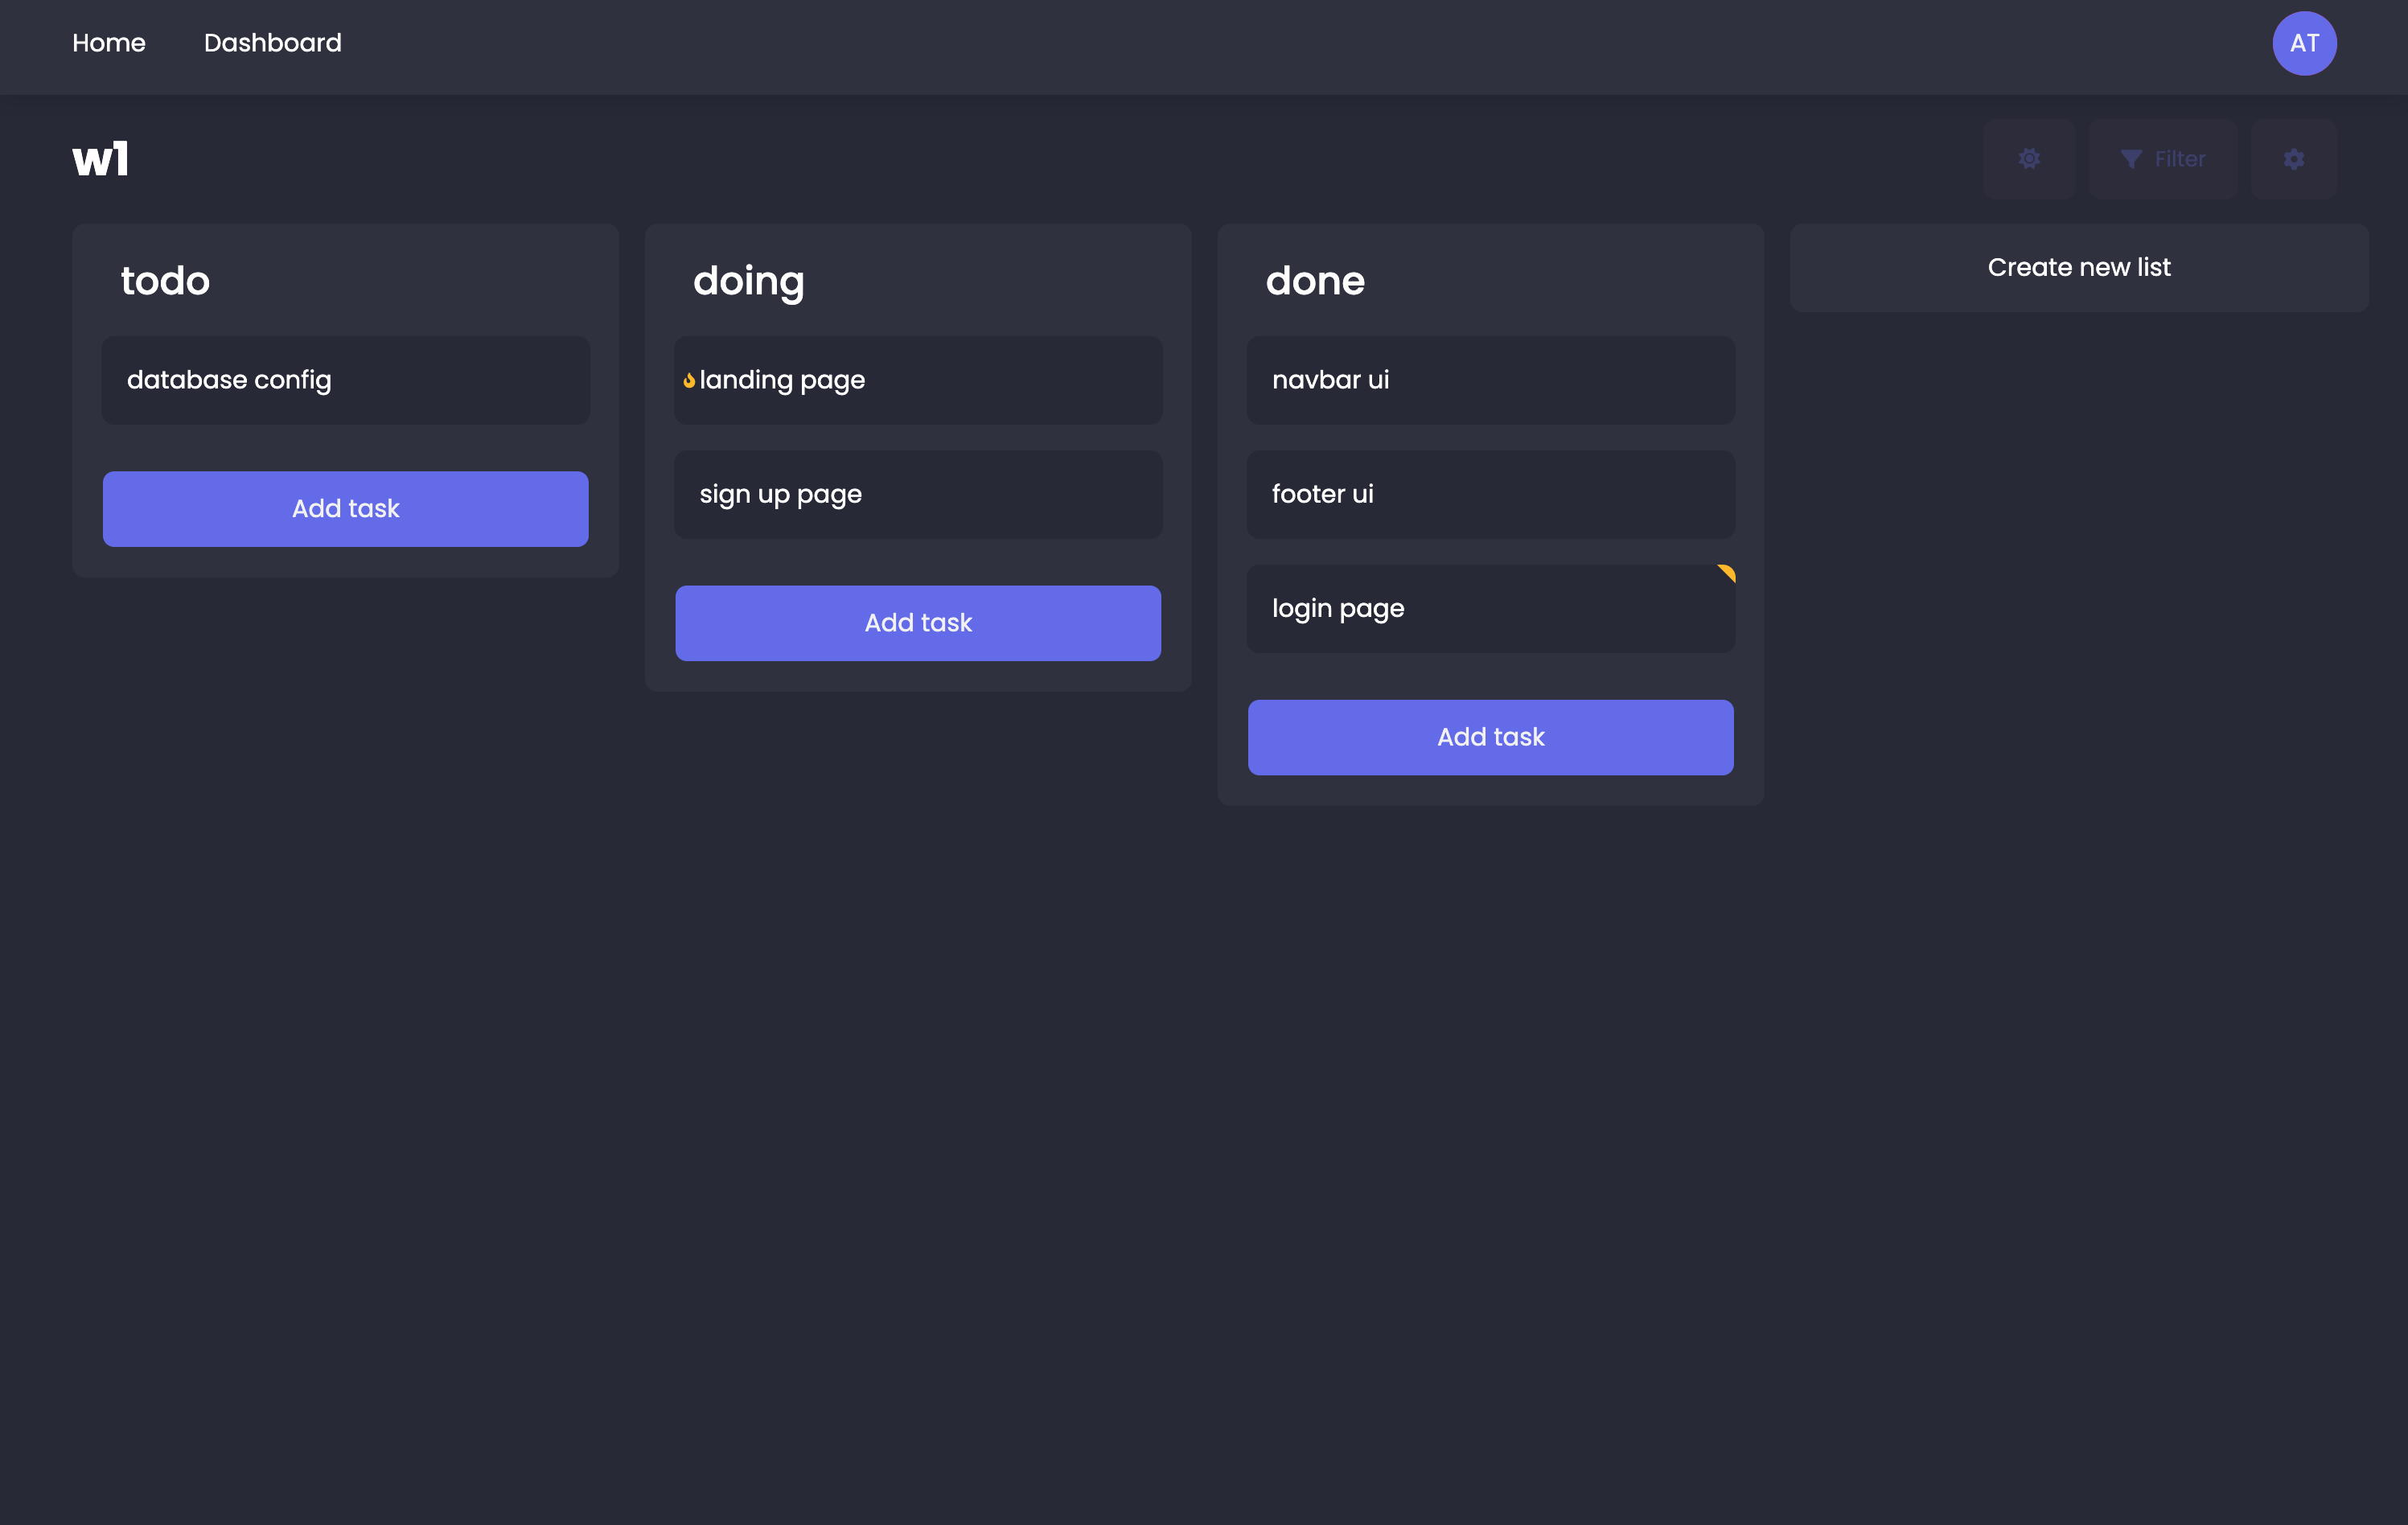 Home
Dashboard
AT
w1
Filter
todo
database config
Add task
doing
landing page
sign up page
Add task
done
navbar ui
footer ui
login page
Add task
Create new list